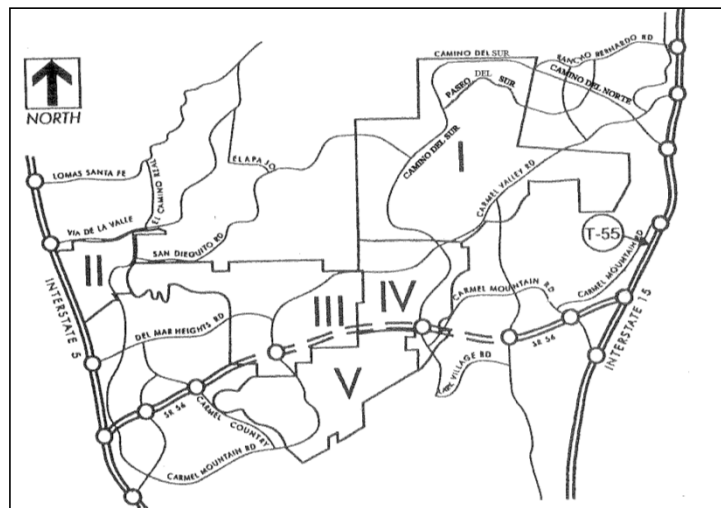 CAMINO DEL SUR
RANCHO BERNARDO RD
NORTH
PASEO DEL SUR
CAMINO DEL NORTE
LOMAS SANTA FE
EL CAMINO REAL
EL APAJO
CAMINO DEL SUR
I
CARMEL VALLEY RD
VIA DE LA VALLE
SAN DIEGUITO RD
T-55
CARMEL MOUNTAIN RD
II
INTERSTATE 5
III
IV
CARMEL MOUNTAIN RD
DEL MAR HEIGHTS RD
SR 56
INTERSTATE 15
V
VILLAGE RD
SR 56
CARMEL COUNTRY
CARMEL MOUNTAIN RD